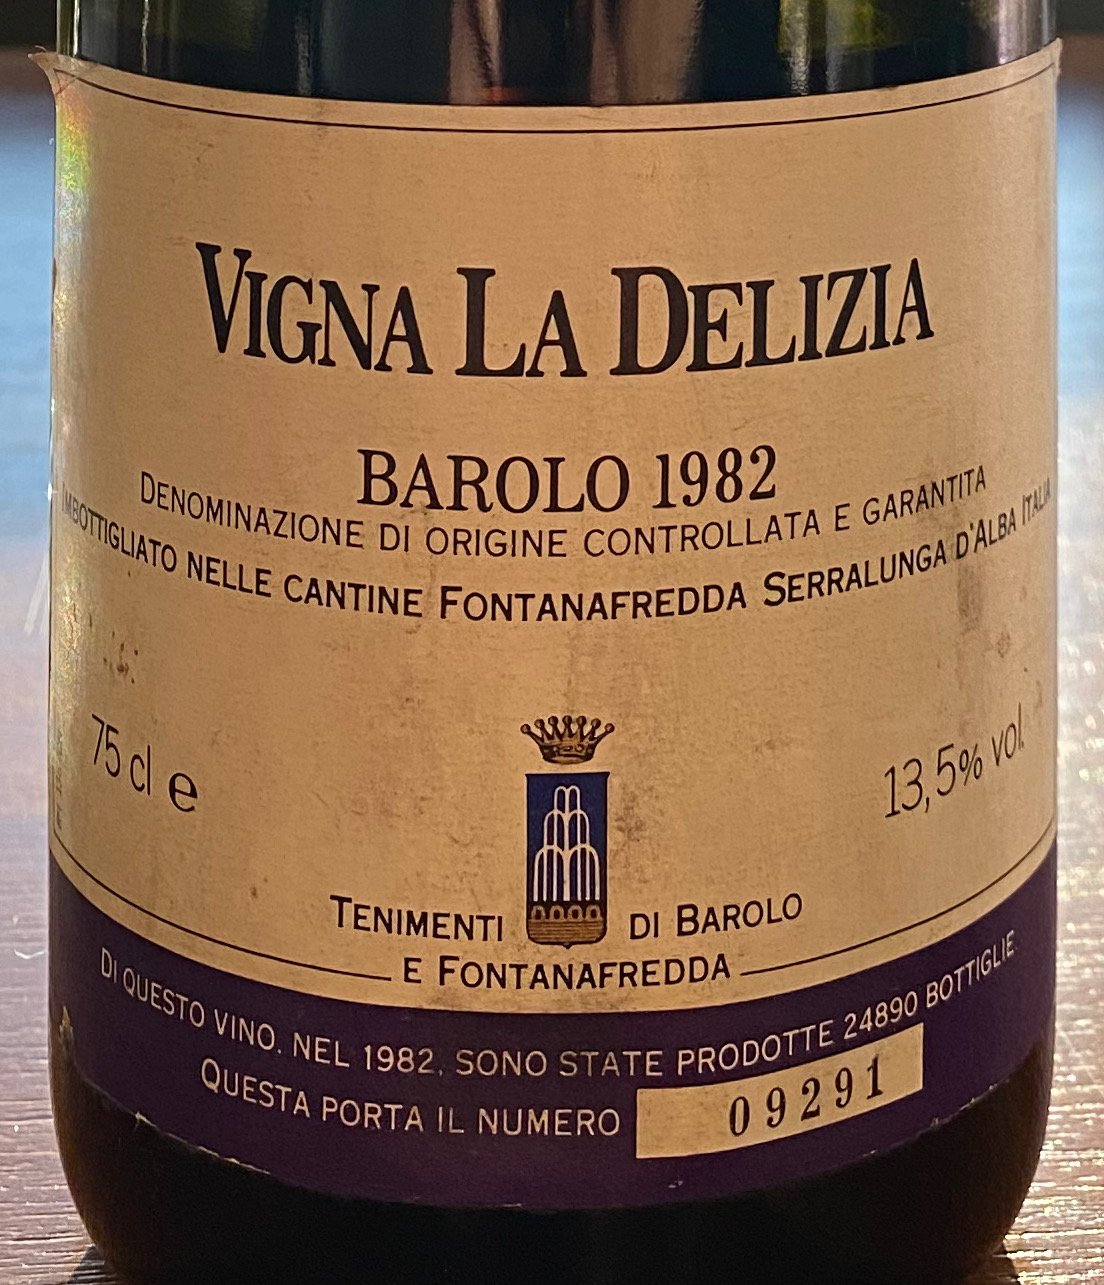 VIGNA LA DELIZIA
BAROLO 1982
DENOMINAZIONE DI ORIGINE CONTROLLATA E GARANTITA
IMBOTTIGLIATO NELLE CANTINE FONTANAFREDDA SERRALUNGA D'ALBA ITALIA
75 cl e
13,5% vol.
TENIMENTI DI BAROLO
E FONTANAFREDDA
DI QUESTO VINO, NEL 1982, SONO STATE PRODOTTE 24890 BOTTIGLIE
QUESTA PORTA IL NUMERO 09291